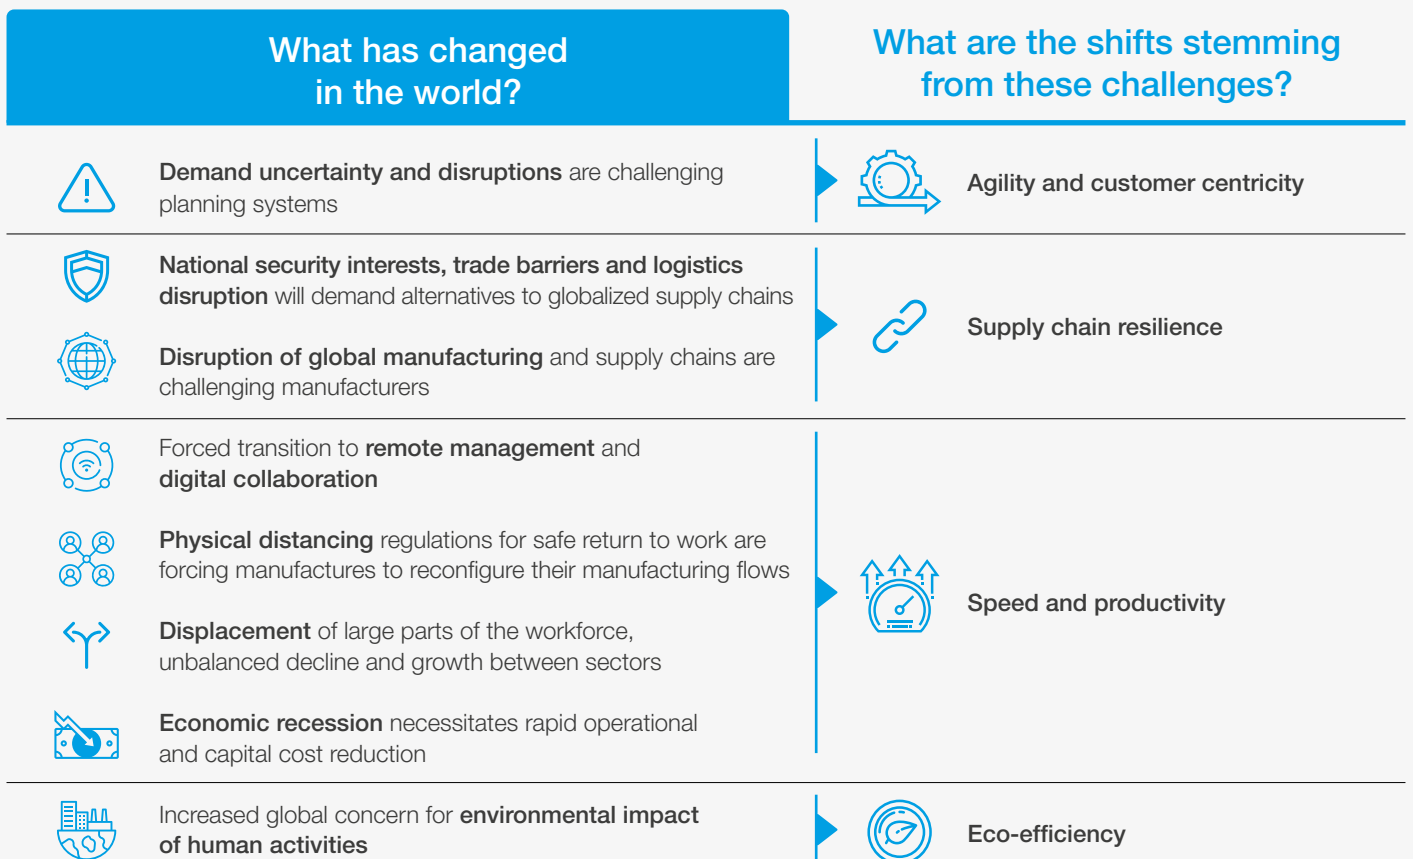 What has changed
in the world?
What are the shifts stemming
from these challenges?
Demand uncertainty and disruptions are challenging
planning systems
Agility and customer centricity
National security interests, trade barriers and logistics
disruption will demand alternatives to globalized supply chains
Disruption of global manufacturing and supply chains are
challenging manufacturers
Supply chain resilience
Forced transition to remote management and
digital collaboration
Physical distancing regulations for safe return to work are
forcing manufactures to reconfigure their manufacturing flows
Displacement of large parts of the workforce,
unbalanced decline and growth between sectors
Economic recession necessitates rapid operational
and capital cost reduction
Speed and productivity
Increased global concern for environmental impact
of human activities
Eco-efficiency